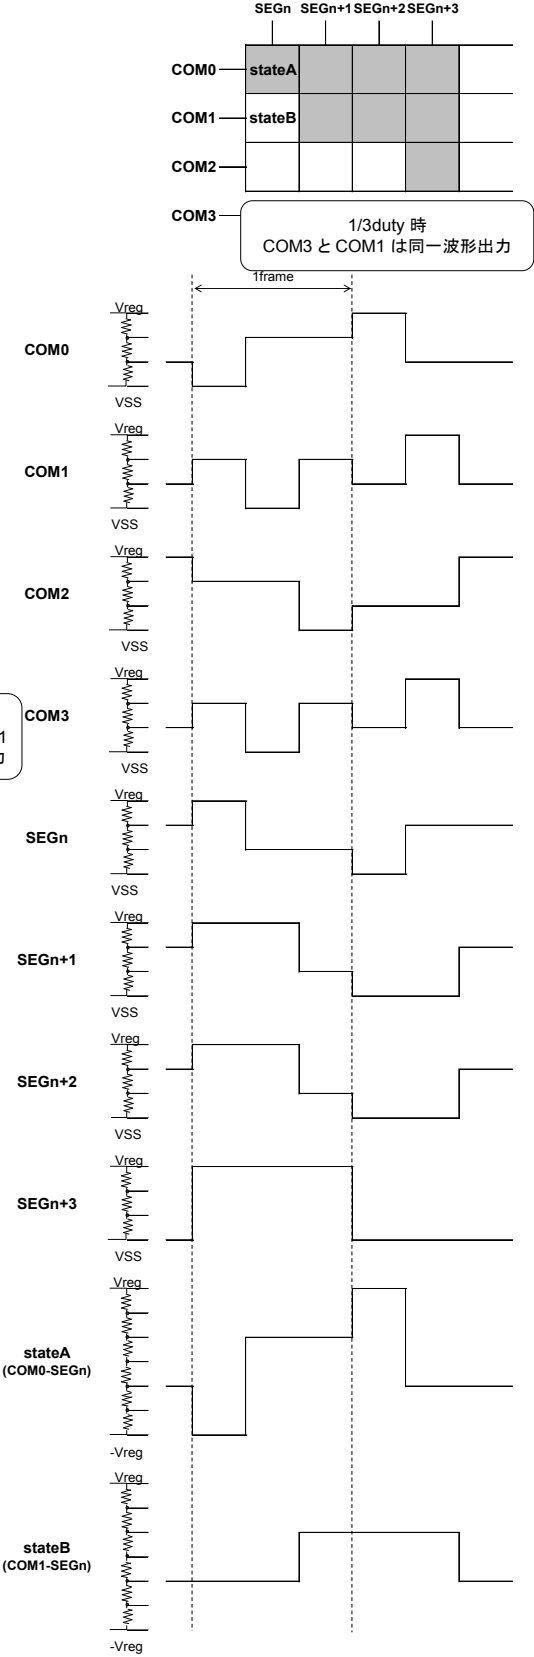 SEGn SEGn+1 SEGn+2 SEGn+3
COM0 stateA
COM1 stateB
COM2
COM3
1/3duty 時
COM3 と COM1 は同一波形出力
1frame
Vreg
COM0
VSS
Vreg
COM1
VSS
Vreg
COM2
VSS
Vreg
COM3
1
VSS
Vreg
SEGn
VSS
Vreg
SEGn+1
VSS
Vreg
SEGn+2
VSS
Vreg
SEGn+3
VSS
Vreg
stateA
(COM0-SEGn)
-Vreg
Vreg
stateB
(COM1-SEGn)
-Vreg